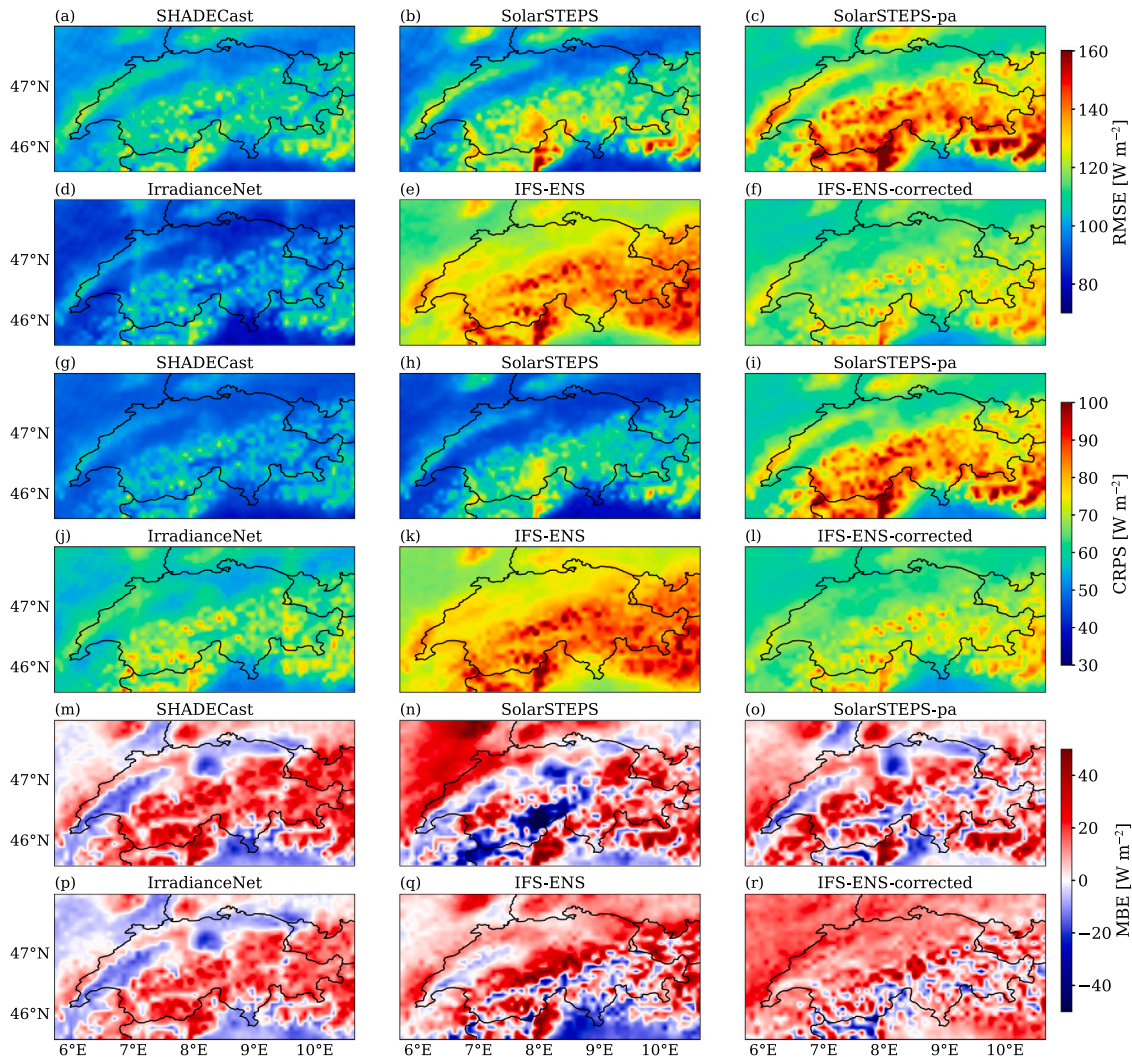 (a) SHADECast
(b) SolarSTEPS
(c) SolarSTEPS-pa
47°N
46°N
(d) IrradianceNet
(e) IFS-ENS
(f) IFS-ENS-corrected
47°N
46°N
160
140
120
100
80
RMSE [W m⁻²]
(g) SHADECast
(h) SolarSTEPS
(i) SolarSTEPS-pa
47°N
46°N
(j) IrradianceNet
(k) IFS-ENS
(l) IFS-ENS-corrected
47°N
46°N
100
90
80
70
60
50
40
30
CRPS [W m⁻²]
(m) SHADECast
(n) SolarSTEPS
(o) SolarSTEPS-pa
47°N
46°N
(p) IrradianceNet
(q) IFS-ENS
(r) IFS-ENS-corrected
47°N
46°N
40
20
0
−20
−40
MBE [W m⁻²]
6°E 7°E 8°E 9°E 10°E
6°E 7°E 8°E 9°E 10°E
6°E 7°E 8°E 9°E 10°E